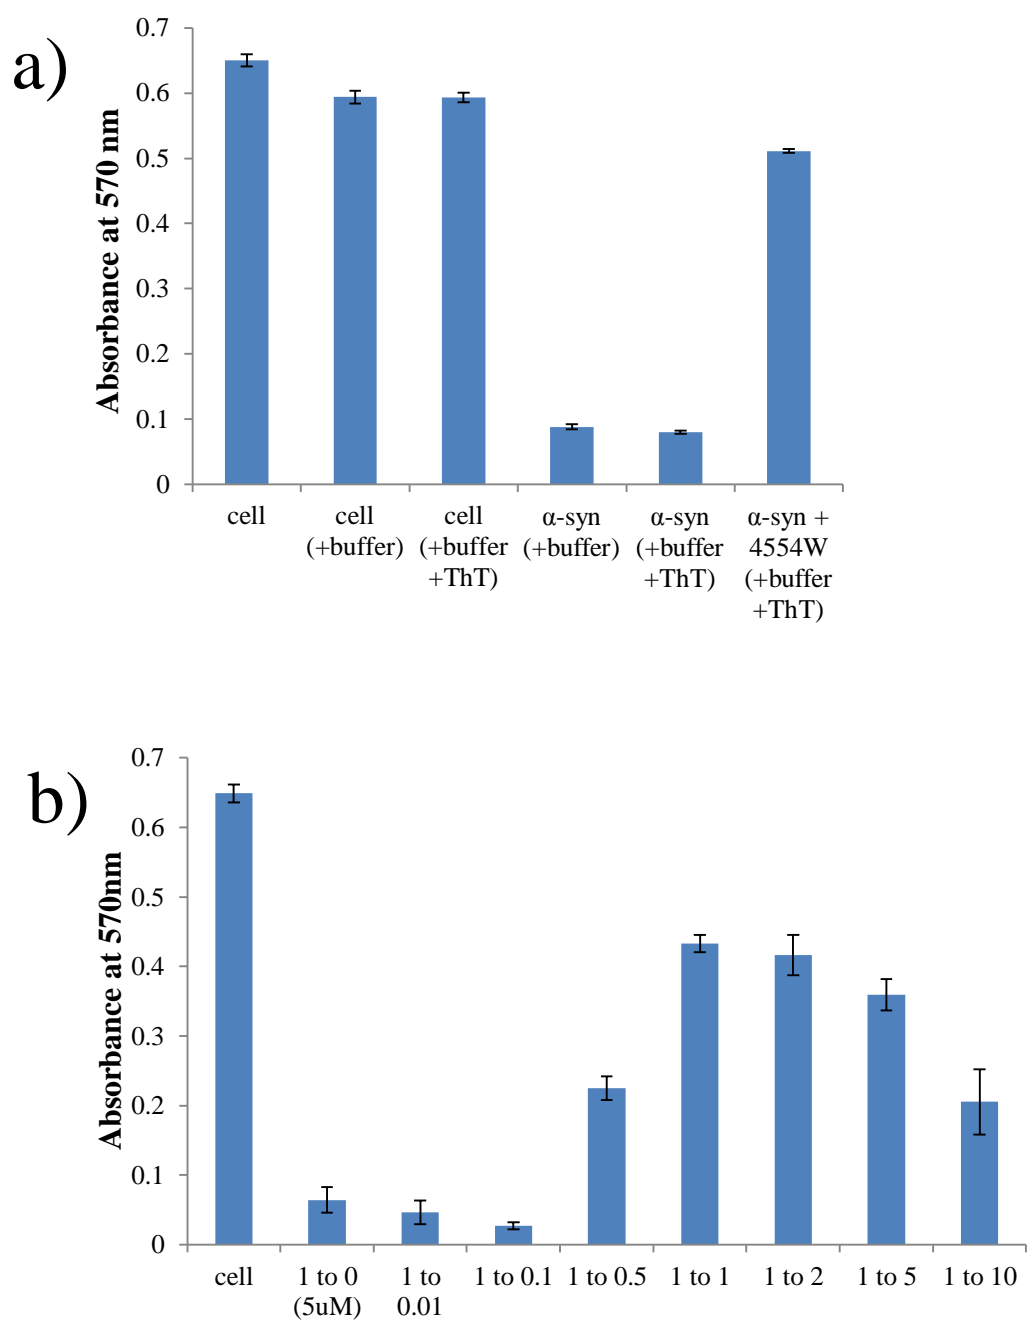 a)
Absorbance at 570 nm
0.7
0.6
0.5
0.4
0.3
0.2
0.1
0
cell
cell
(+buffer)
cell
(+buffer
+ThT)
α-syn
(+buffer)
α-syn
(+buffer
+ThT)
α-syn +
4554W
(+buffer
+ThT)
b)
Absorbance at 570nm
0.7
0.6
0.5
0.4
0.3
0.2
0.1
0
cell
1 to 0
(5uM)
1 to
0.01
1 to 0.1
1 to 0.5
1 to 1
1 to 2
1 to 5
1 to 10